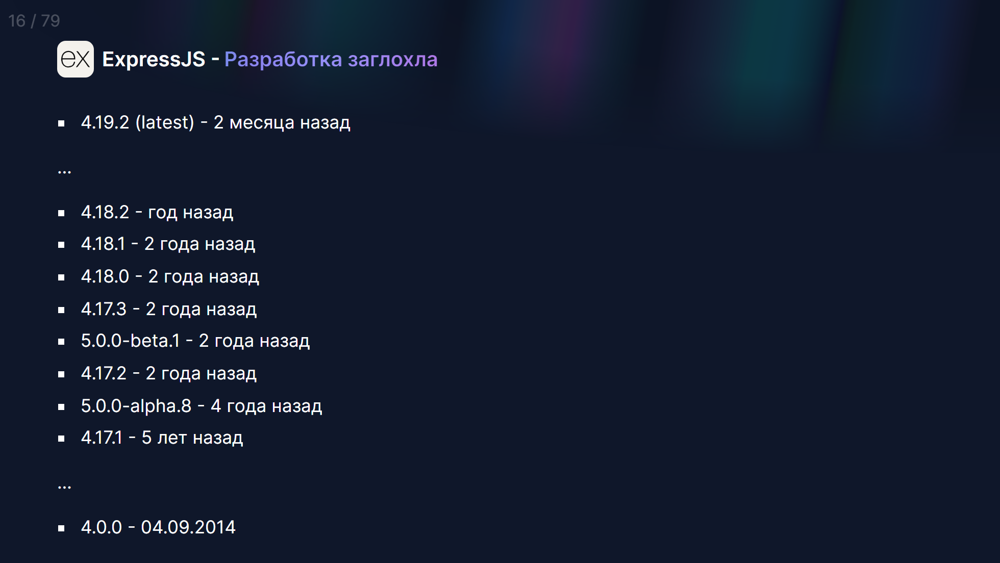 16 / 79
ex ExpressJS - Разработка заглохла
4.19.2 (latest) - 2 месяца назад
...
4.18.2 - год назад
4.18.1 - 2 года назад
4.18.0 - 2 года назад
4.17.3 - 2 года назад
5.0.0-beta.1 - 2 года назад
4.17.2 - 2 года назад
5.0.0-alpha.8 - 4 года назад
4.17.1 - 5 лет назад
...
4.0.0 - 04.09.2014